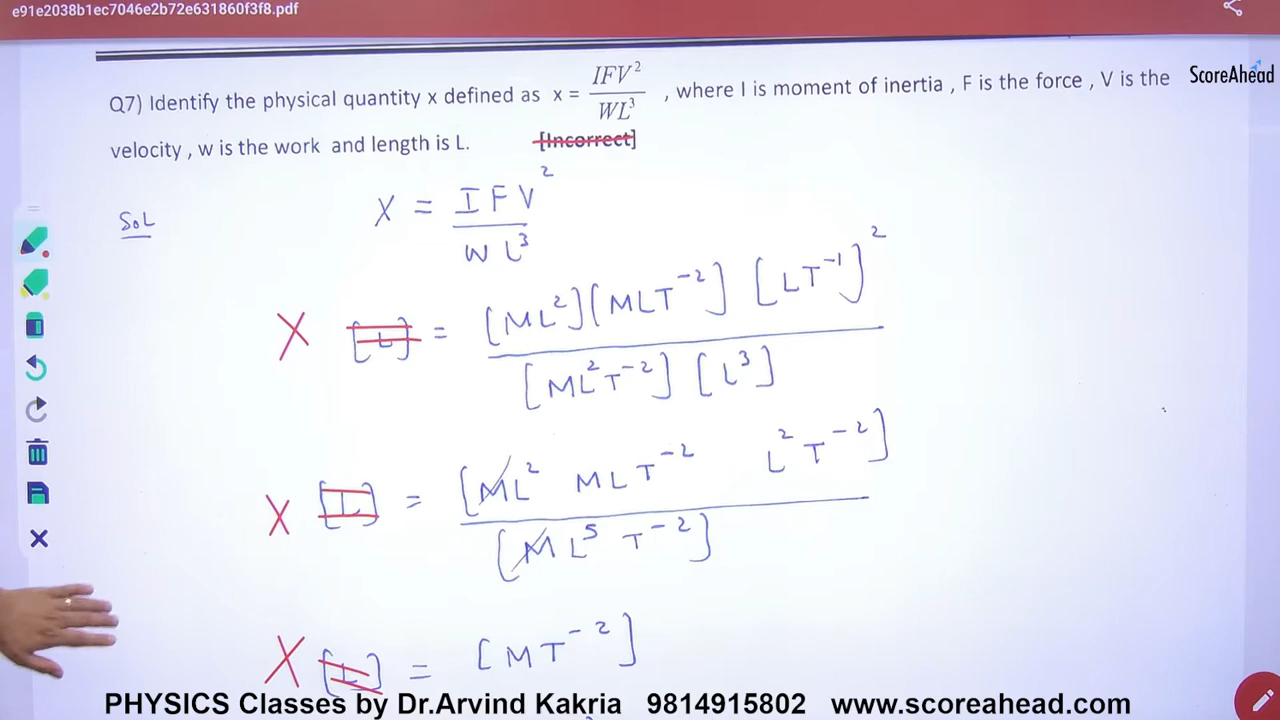 e91e2038b1ec7046e2b72e631860f3f8.pdf
ScoreAhead
Q7) Identify the physical quantity x defined as x = IFV²/WL³ , where I is moment of inertia , F is the force , V is the
velocity , w is the work and length is L. [Incorrect]
SOL
X = IFV²/WL³
X [L] = [ML²][MLT⁻²] [LT⁻¹]²/[ML²T⁻²] [L³]
X [L] = [ML² MLT⁻² L²T⁻²]/[ML⁵T⁻²]
X [L] = [MT⁻²]
PHYSICS Classes by Dr.Arvind Kakria 9814915802 www.scoreahead.com